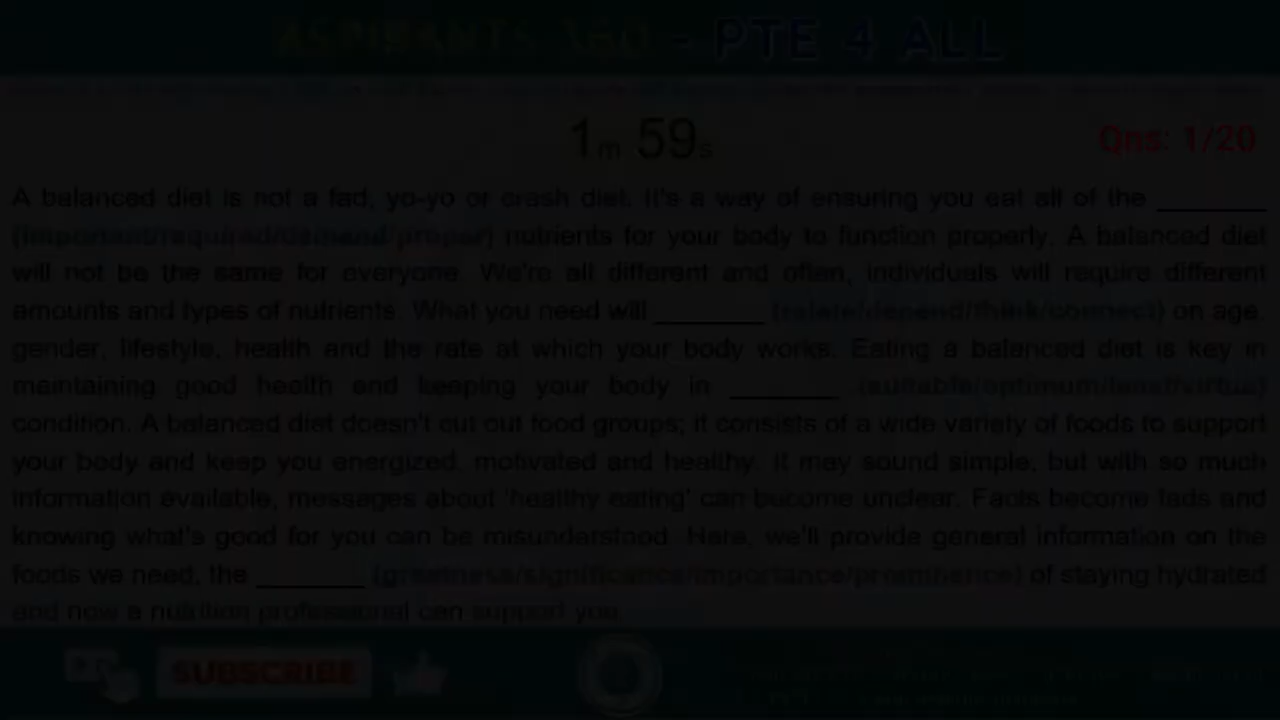 ASPIRANTS 360 - PTE 4 ALL
1m 59s
Qns: 1/20
A balanced diet is not a fad, yo-yo or crash diet. It's a way of ensuring you eat all of the ________
(important/required/demand/proper) nutrients for your body to function properly. A balanced diet
will not be the same for everyone. We're all different and often, individuals will require different
amounts and types of nutrients. What you need will ________ (relate/depend/think/connect) on age,
gender, lifestyle, health and the rate at which your body works. Eating a balanced diet is key in
maintaining good health and keeping your body in ________
condition. A balanced diet doesn't cut out food groups; it consists of a wide variety of foods to support
your body and keep you energized, motivated and healthy. It may sound simple, but with so much
information available, messages about 'healthy eating' can become unclear. Facts become fads and
knowing what's good for you can be misunderstood. Here, we'll provide general information on the
foods we need, the ________ (greatness/significance/importance/prominence) of staying hydrated
and how a nutrition professional can support you.
SUBSCRIBE